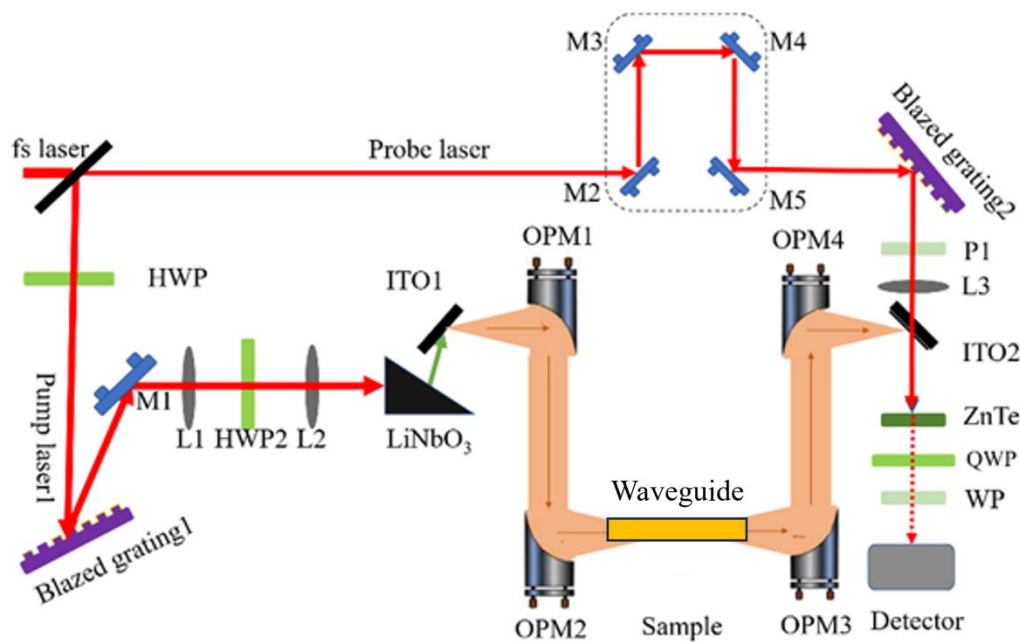 M3
M4
fs laser
Probe laser
Blazed grating2
M2
M5
OPM1
OPM4
P1
HWP
ITO1
L3
ITO2
Pump laser1
M1
L1
HWP2
L2
LiNbO₃
ZnTe
QWP
Waveguide
WP
Blazed grating1
OPM2
Sample
OPM3
Detector